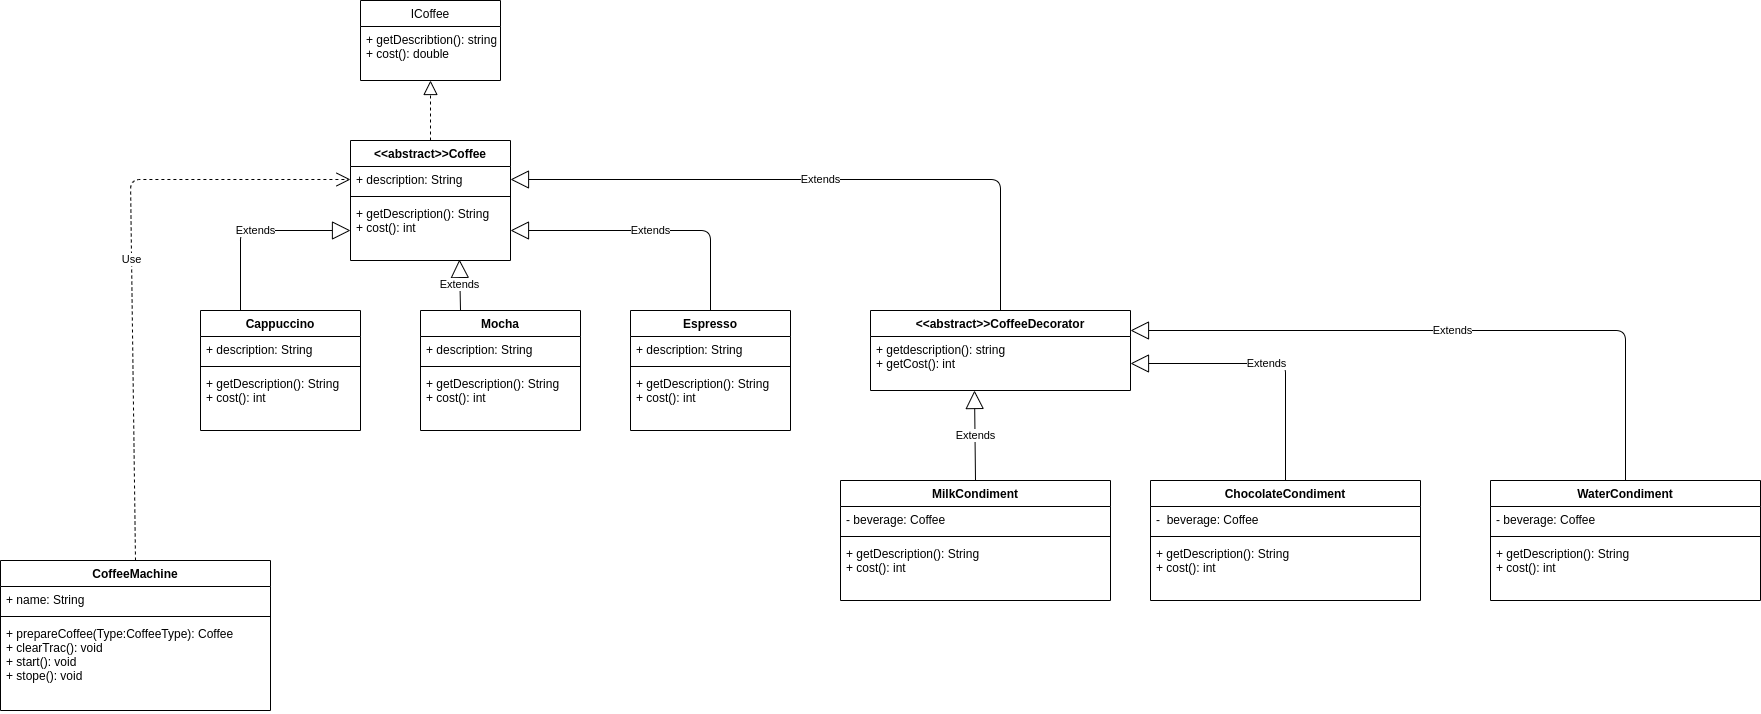 ICoffee
+ getDescribtion(): string
+ cost(): double
<<abstract>>Coffee
+ description: String
+ getDescription(): String
+ cost(): int
Extends
Extends
Extends
Extends
Use
Cappuccino
+ description: String
+ getDescription(): String
+ cost(): int
Mocha
+ description: String
+ getDescription(): String
+ cost(): int
Espresso
+ description: String
+ getDescription(): String
+ cost(): int
<<abstract>>CoffeeDecorator
+ getdescription(): string
+ getCost(): int
Extends
Extends
Extends
MilkCondiment
- beverage: Coffee
+ getDescription(): String
+ cost(): int
ChocolateCondiment
-  beverage: Coffee
+ getDescription(): String
+ cost(): int
WaterCondiment
- beverage: Coffee
+ getDescription(): String
+ cost(): int
CoffeeMachine
+ name: String
+ prepareCoffee(Type:CoffeeType): Coffee
+ clearTrac(): void
+ start(): void
+ stope(): void